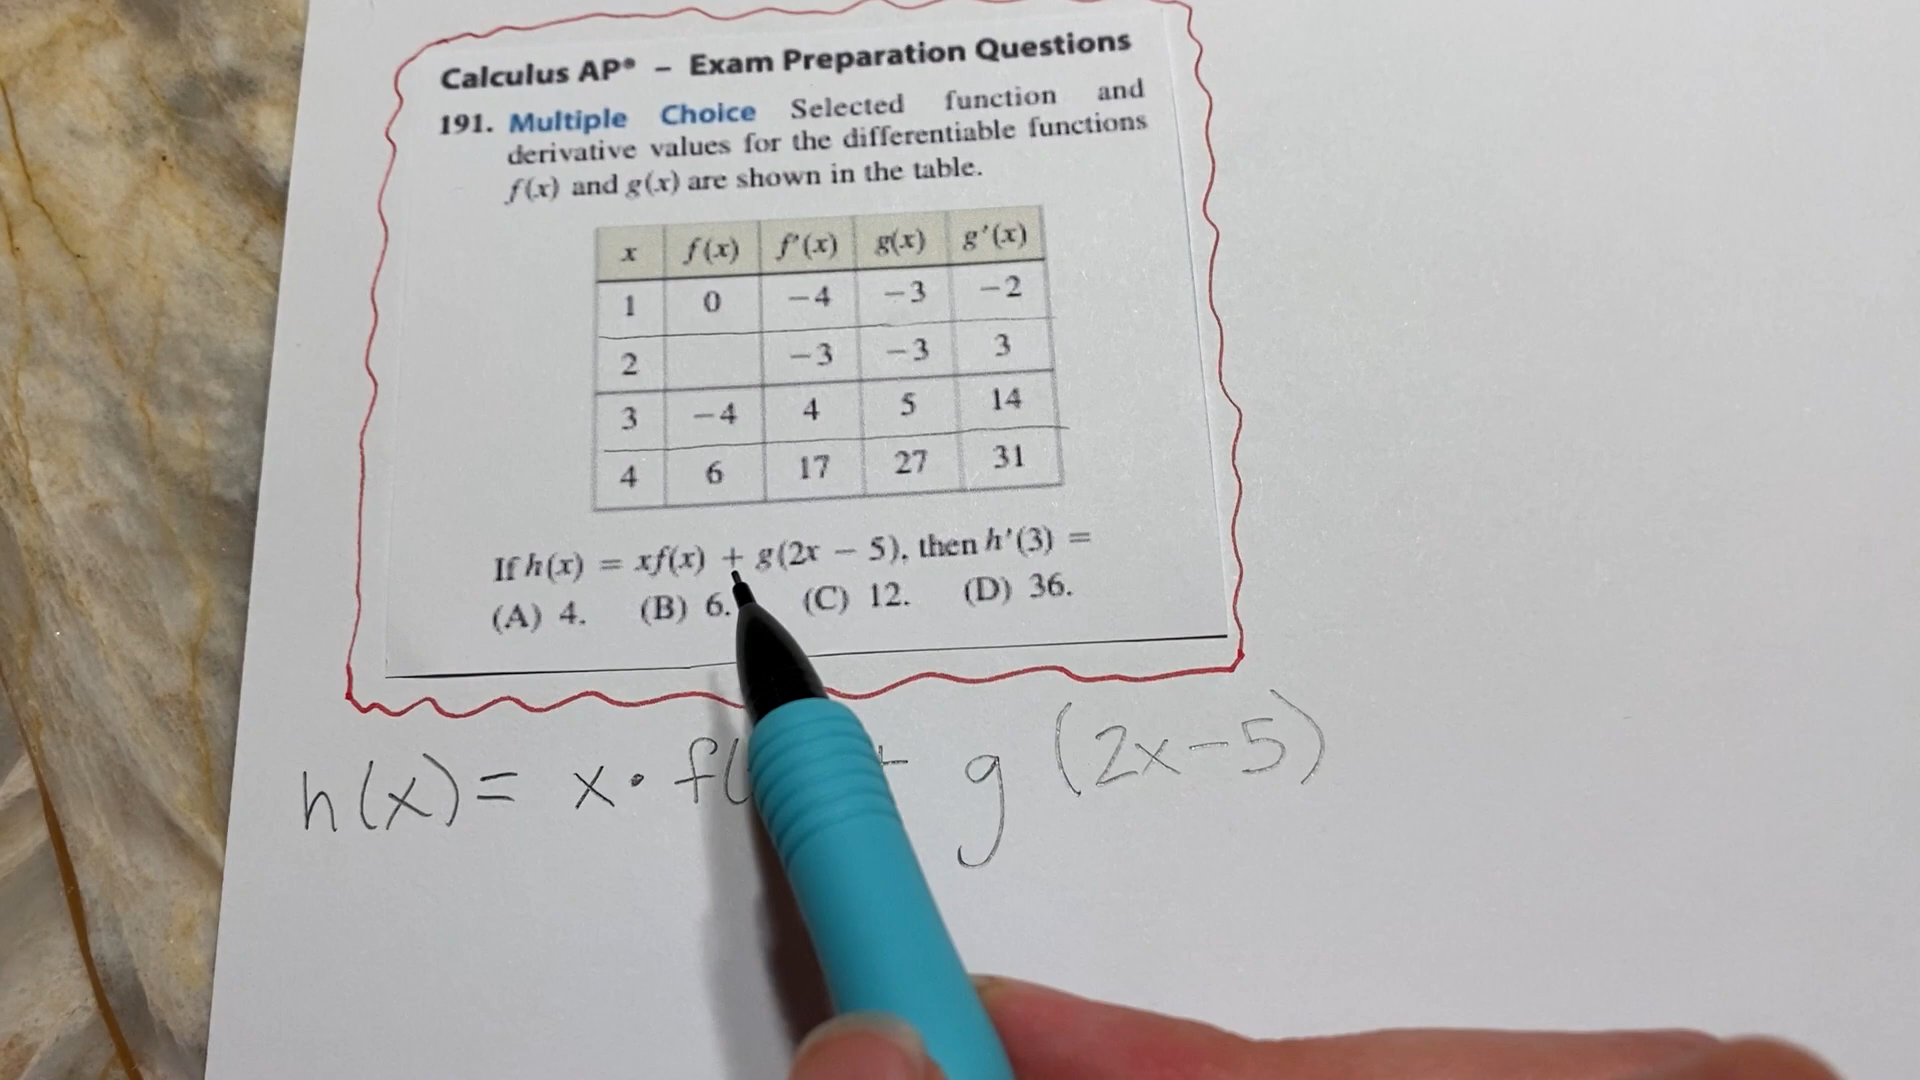 Calculus AP® – Exam Preparation Questions
191. Multiple Choice Selected function and
derivative values for the differentiable functions
f(x) and g(x) are shown in the table.
x f(x) f'(x) g(x) g'(x)
1 0 −4 −3 −2
2 −3 −3 3
3 −4 4 5 14
4 6 17 27 31
If h(x) = xf(x) + g(2x − 5), then h'(3) =
(A) 4. (B) 6. (C) 12. (D) 36.
h(x) = x • f( + g (2x−5)